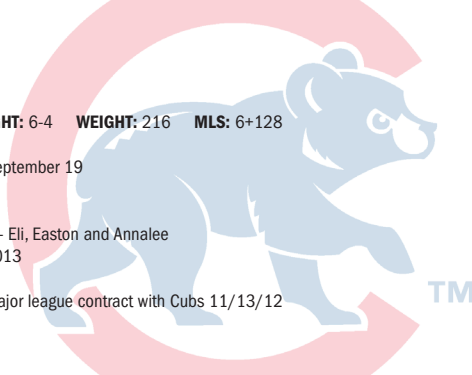 HT: 6-4 WEIGHT: 216 MLS: 6+128
eptember 19
- Eli, Easton and Annalee
013
ajor league contract with Cubs 11/13/12
TM